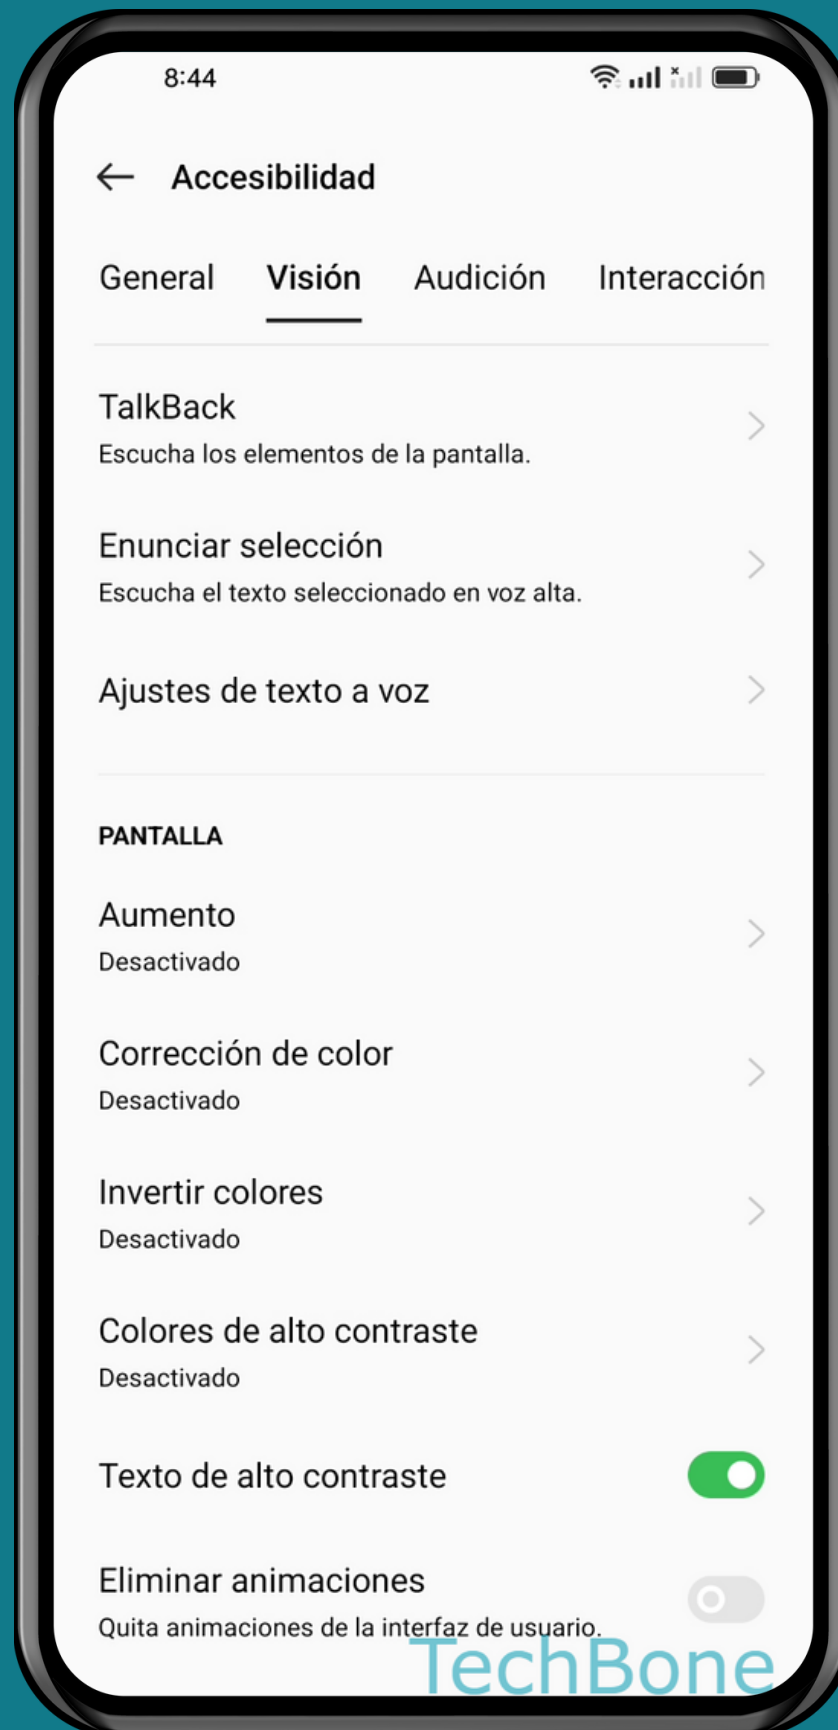 8:44
Accesibilidad
General Visión Audición Interacción
TalkBack
Escucha los elementos de la pantalla.
Enunciar selección
Escucha el texto seleccionado en voz alta.
Ajustes de texto a voz
PANTALLA
Aumento
Desactivado
Corrección de color
Desactivado
Invertir colores
Desactivado
Colores de alto contraste
Desactivado
Texto de alto contraste
Eliminar animaciones
Quita animaciones de la interfaz de usuario.
TechBone